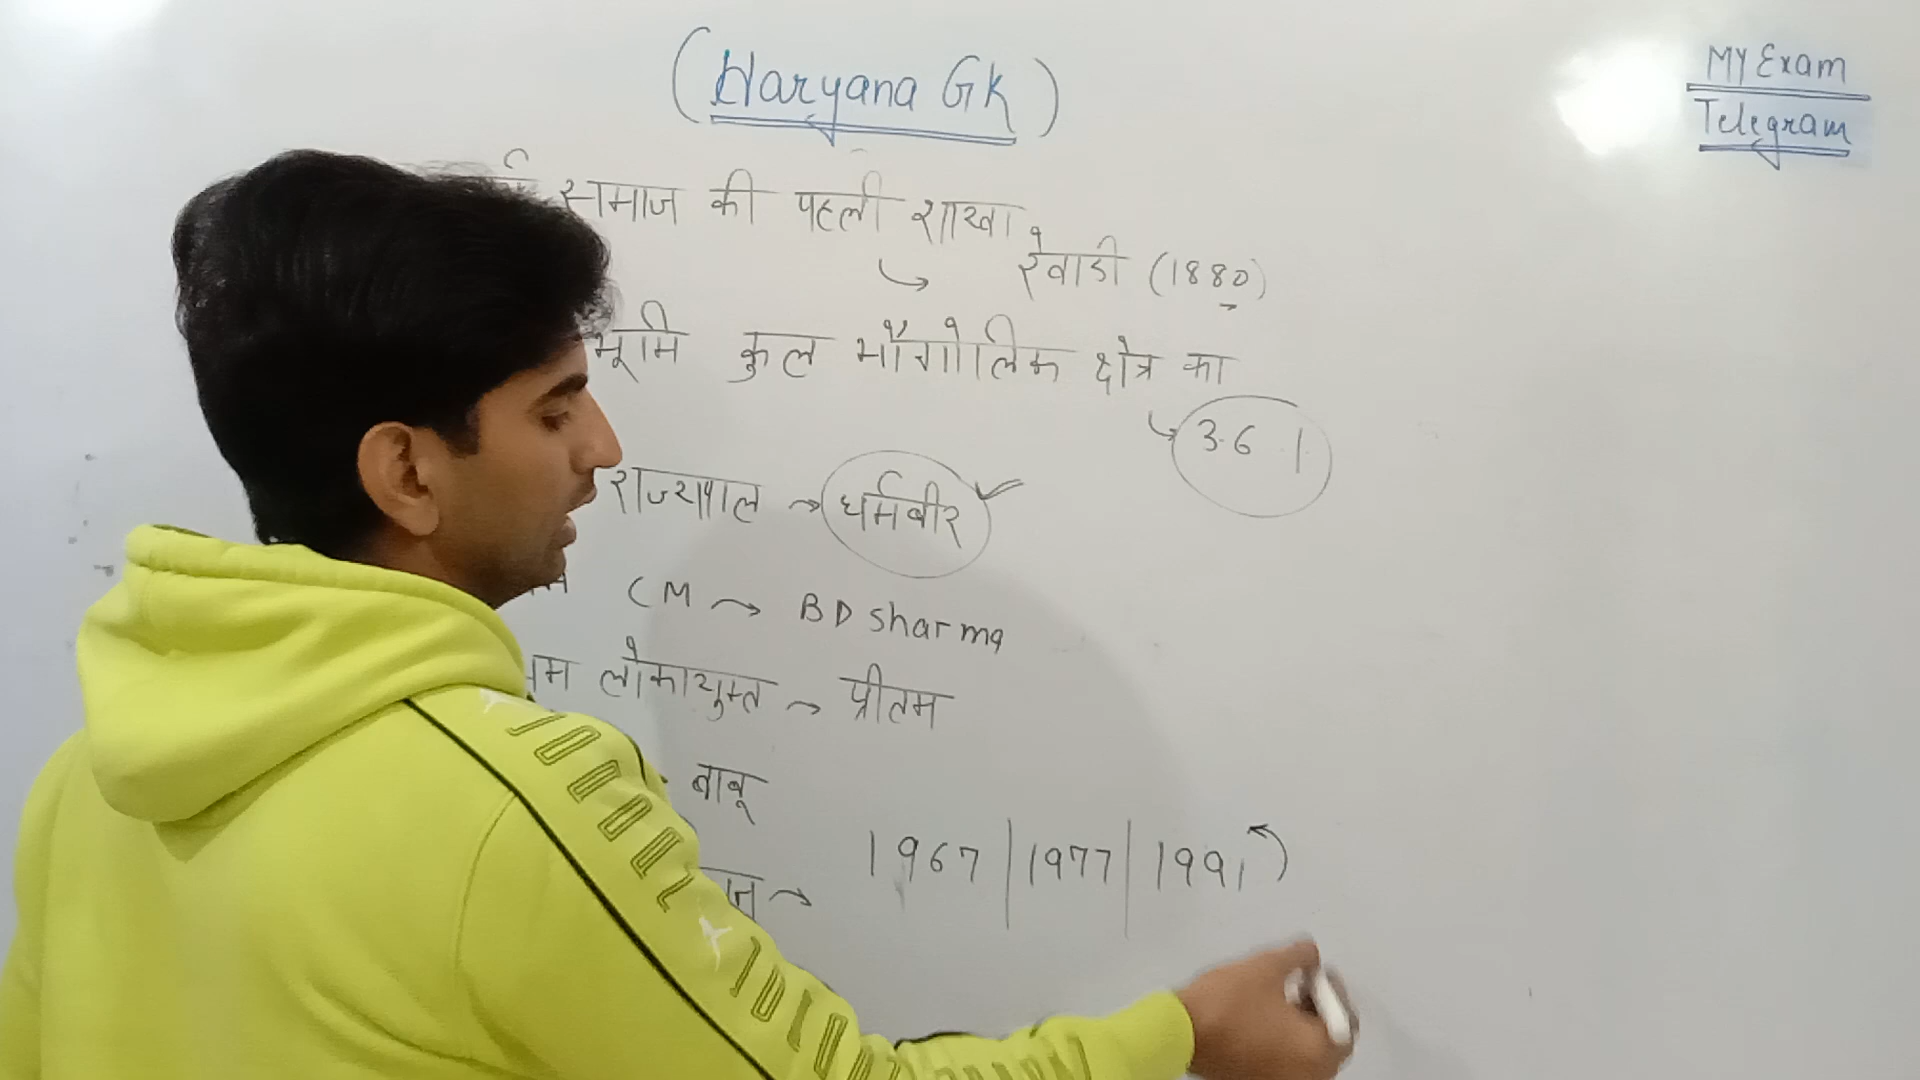 (Haryana GK)
MY Exam
Telegram
समाज की पहली शाखा
रेवाडी (1880)
भूमि कुल भौगोलिक क्षेत्र का
3.6
राज्यपाल → धर्मबीर
CM → BD Sharma
लोकायुक्त → प्रीतम
बाबू
1967 | 1977 | 1991